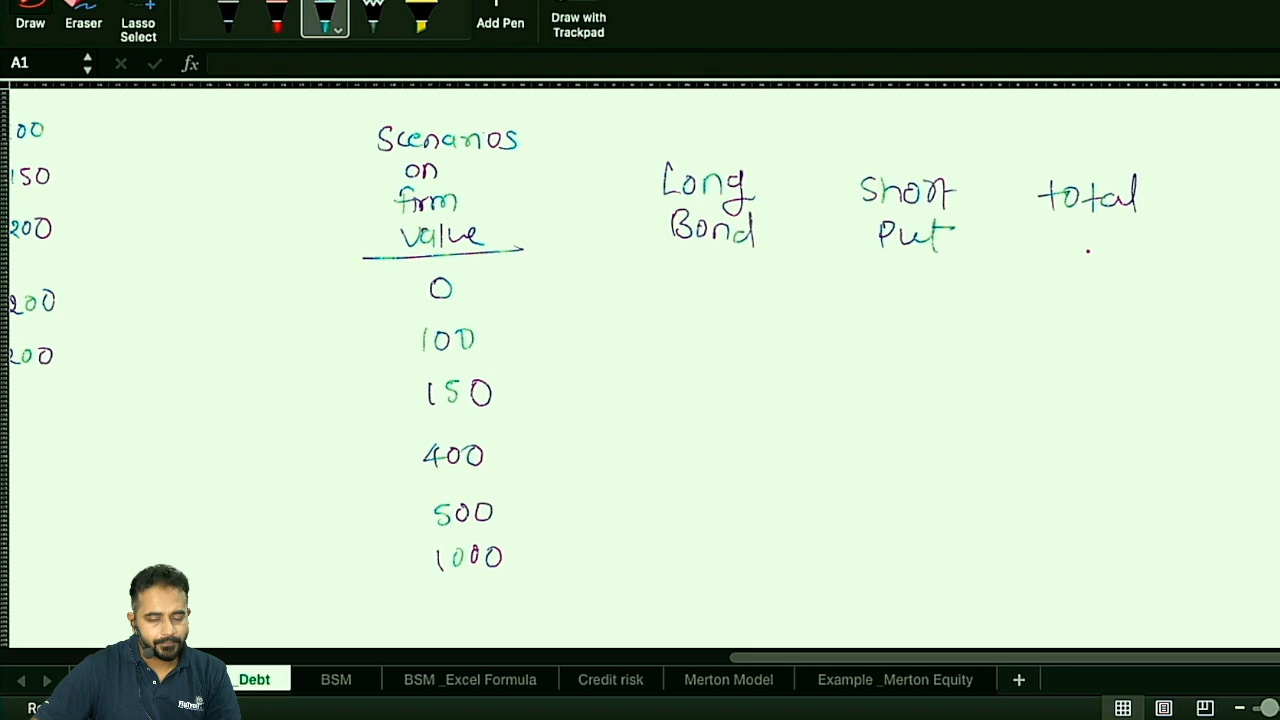 Draw
Eraser
Lasso
Select
Add Pen
Draw with
Trackpad
A1
fx
00
150
200
200
200
Scenarios
on
firm
value
Long
Bond
Short
Put
total
0
100
150
400
500
1000
_Debt
BSM
BSM _Excel Formula
Credit risk
Merton Model
Example _Merton Equity